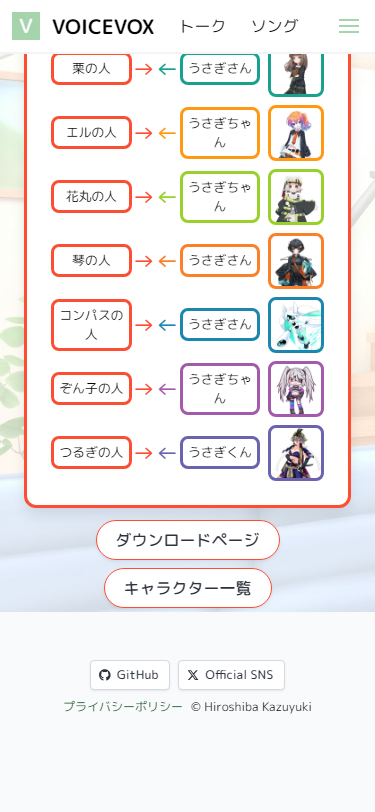 V VOICEVOX トーク ソング
栗の人 うさぎさん
エルの人 うさぎちゃ
ん
花丸の人 うさぎちゃ
ん
琴の人 うさぎさん
コンパスの
人 うさぎさん
ぞん子の人 うさぎちゃ
ん
つるぎの人 うさぎくん
ダウンロードページ
キャラクター一覧
GitHub Official SNS
プライバシーポリシー © Hiroshiba Kazuyuki